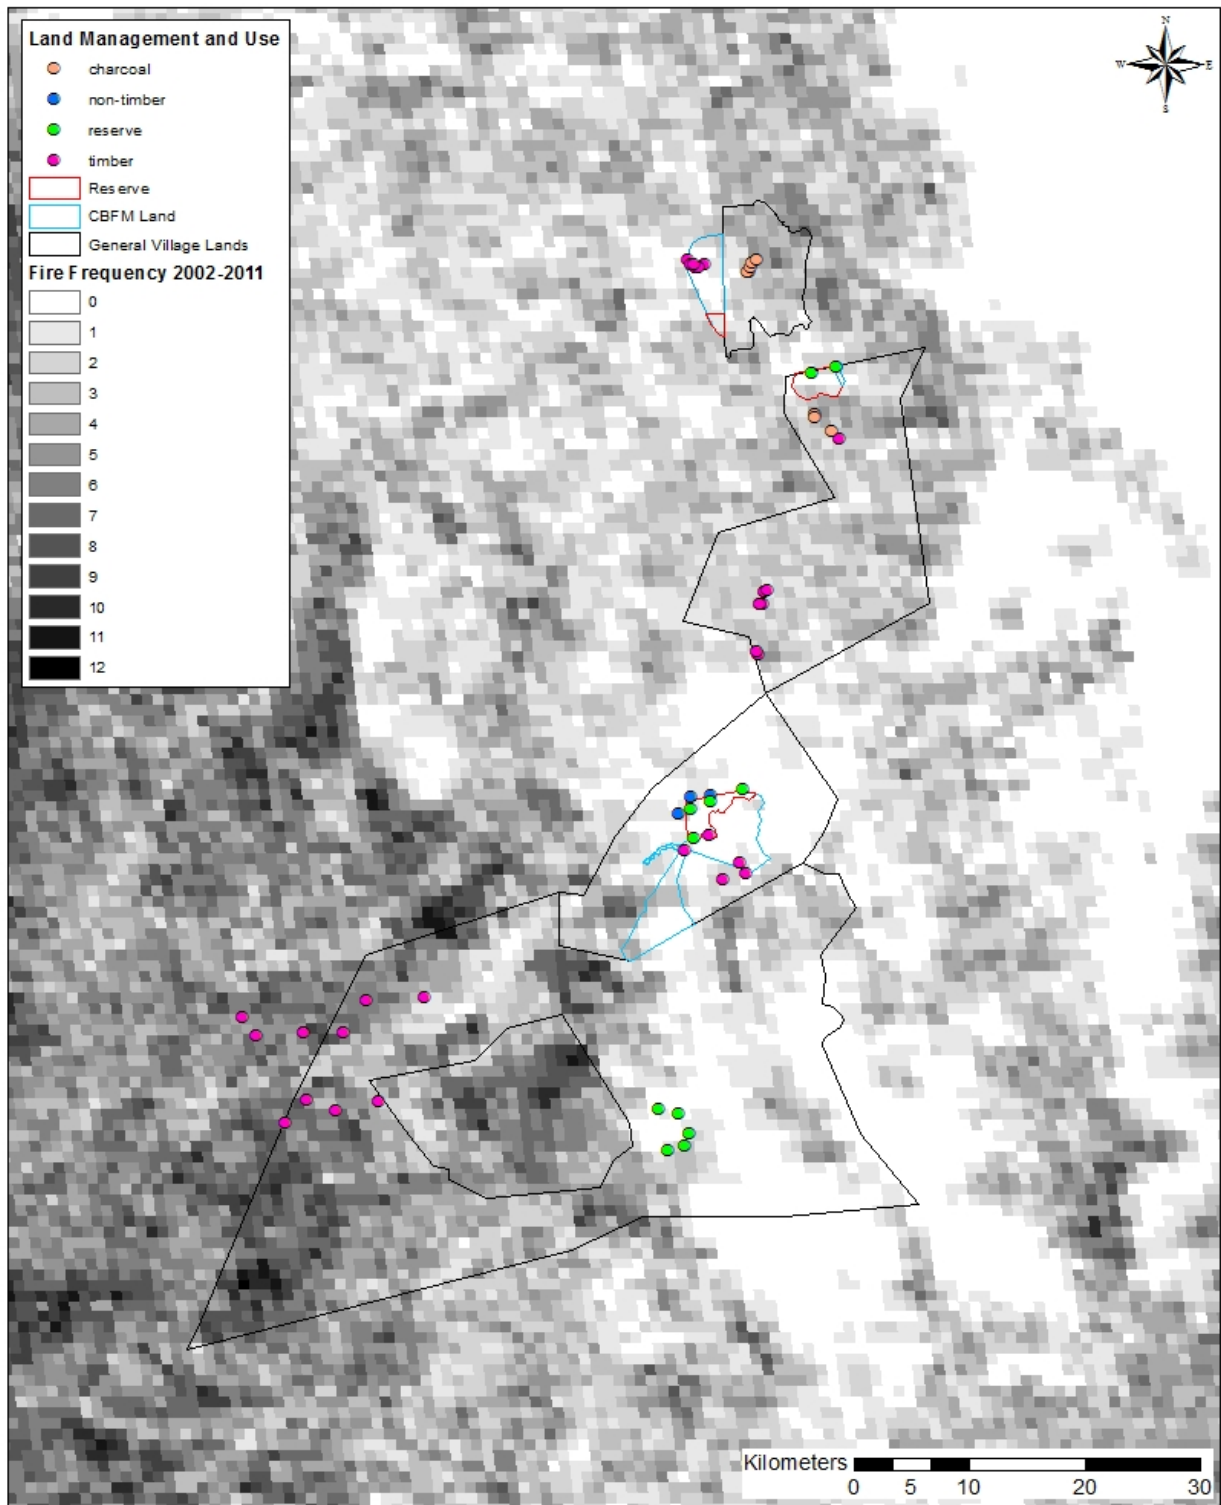 Land Management and Use
charcoal
non-timber
reserve
timber
Reserve
CBFM Land
General Village Lands
Fire Frequency 2002-2011
0
1
2
3
4
5
6
7
8
9
10
11
12
N
W E
S
Kilometers
0 5 10 20 30